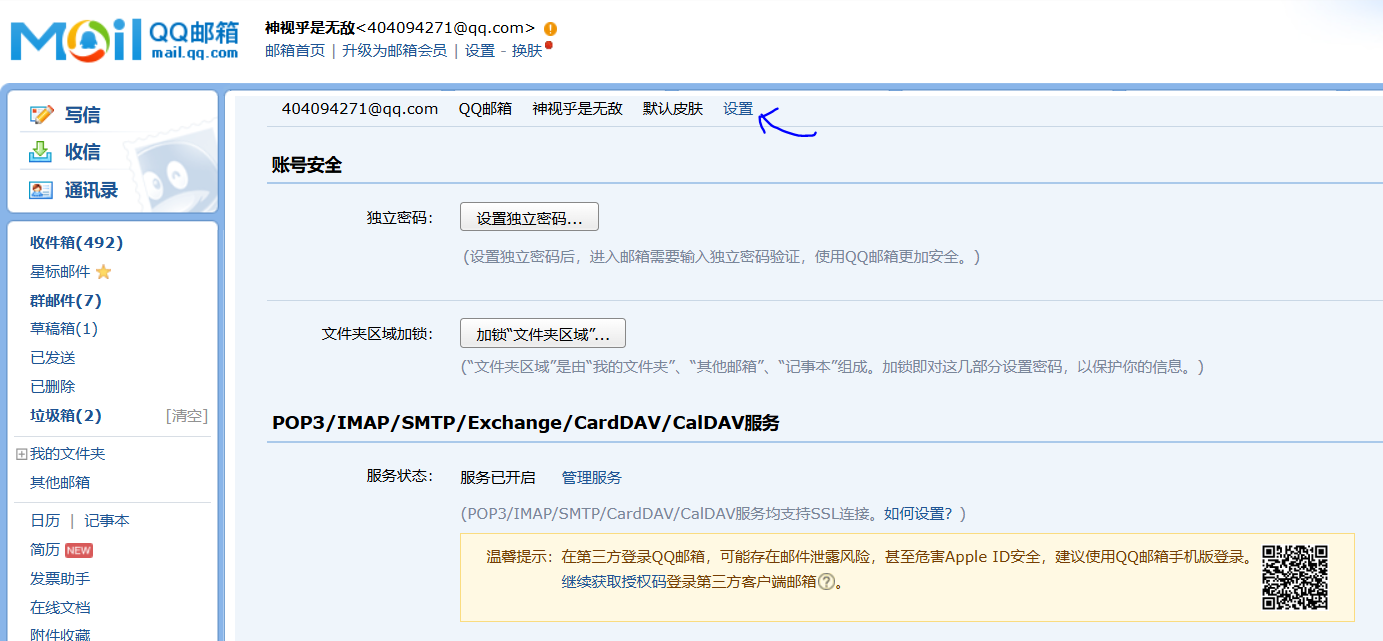 Mail QQ邮箱
mail.qq.com
神视乎是无敌<404094271@qq.com> !
邮箱首页 | 升级为邮箱会员 | 设置 - 换肤
写信
收信
通讯录
收件箱(492)
星标邮件
群邮件(7)
草稿箱(1)
已发送
已删除
垃圾箱(2) [清空]
我的文件夹
其他邮箱
日历 | 记事本
简历 NEW
发票助手
在线文档
附件收藏
404094271@qq.com QQ邮箱 神视乎是无敌 默认皮肤 设置
账号安全
独立密码： 设置独立密码...
(设置独立密码后，进入邮箱需要输入独立密码验证，使用QQ邮箱更加安全。)
文件夹区域加锁： 加锁“文件夹区域”...
(“文件夹区域”是由“我的文件夹”、“其他邮箱”、“记事本”组成。加锁即对这几部分设置密码，以保护你的信息。)
POP3/IMAP/SMTP/Exchange/CardDAV/CalDAV服务
服务状态： 服务已开启 管理服务
(POP3/IMAP/SMTP/CardDAV/CalDAV服务均支持SSL连接。如何设置？)
温馨提示：在第三方登录QQ邮箱，可能存在邮件泄露风险，甚至危害Apple ID安全，建议使用QQ邮箱手机版登录。
继续获取授权码登录第三方客户端邮箱?。